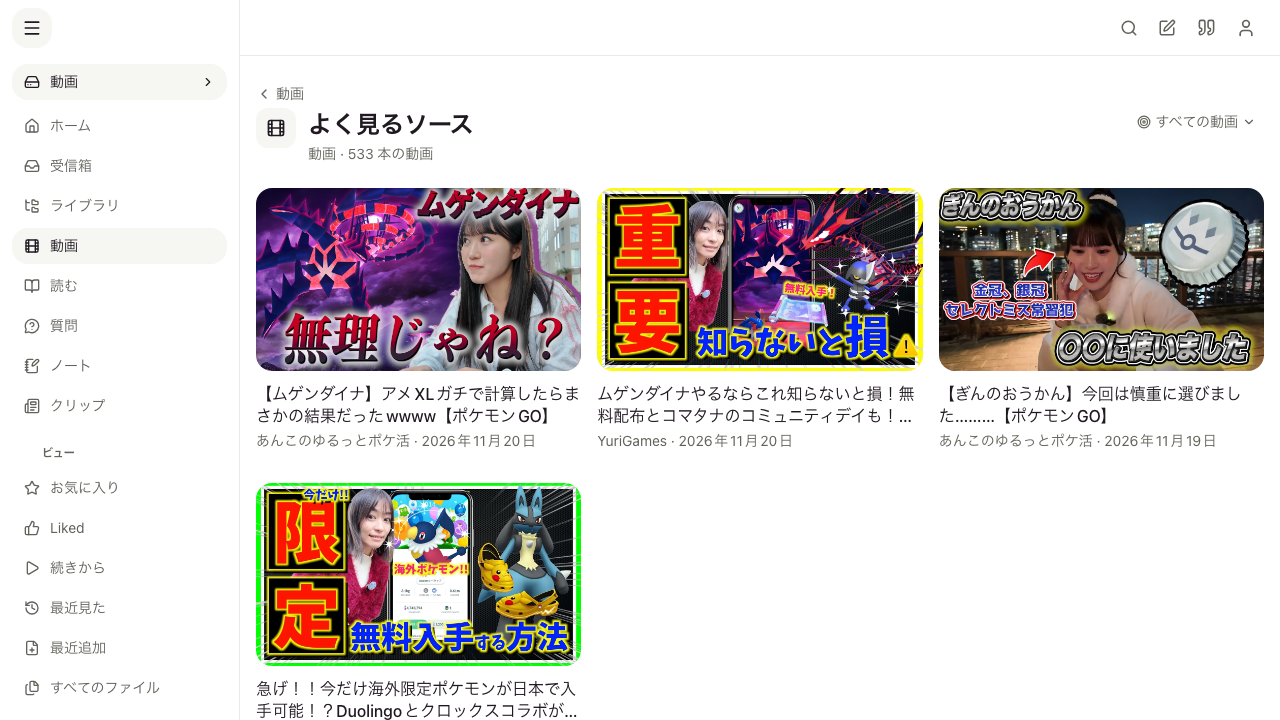 動画
ホーム
受信箱
ライブラリ
動画
読む
質問
ノート
クリップ
ビュー
お気に入り
Liked
続きから
最近見た
最近追加
すべてのファイル
動画
よく見るソース
動画 · 533 本の動画
すべての動画
ムゲンダイナ
無理じゃね？
【ムゲンダイナ】アメXLガチで計算したらま
さかの結果だったwwww【ポケモンGO】
あんこのゆるっとポケ活 · 2026年11月20日
重要
無料入手！
知らないと損
ムゲンダイナやるならこれ知らないと損！無
料配布とコマタナのコミュニティデイも！...
YuriGames · 2026年11月20日
ぎんのおうかん
金冠、銀冠
セレクトミス常習犯
〇〇に使いました
【ぎんのおうかん】今回は慎重に選びまし
た………【ポケモンGO】
あんこのゆるっとポケ活 · 2026年11月19日
今だけ!!
限定
海外ポケモン!!
無料入手する方法
急げ！！今だけ海外限定ポケモンが日本で入
手可能！？Duolingoとクロックスコラボが...